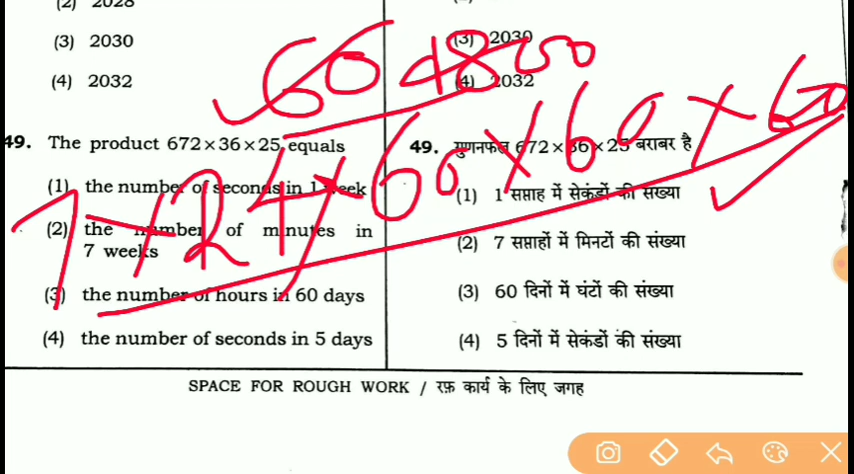 (2) 2028
(3) 2030
(4) 2032
(3) 2030
(4) 2032
604800
49. The product 672×36×25 equals
(1) the number of seconds in 1 week
(2) the number of minutes in
7 weeks
(3) the number of hours in 60 days
(4) the number of seconds in 5 days
49. गुणनफल 672×36×25 बराबर है
(1) 1 सप्ताह में सेकंडों की संख्या
(2) 7 सप्ताहों में मिनटों की संख्या
(3) 60 दिनों में घंटों की संख्या
(4) 5 दिनों में सेकंडों की संख्या
7×24×60×60×60
SPACE FOR ROUGH WORK / रफ़ कार्य के लिए जगह